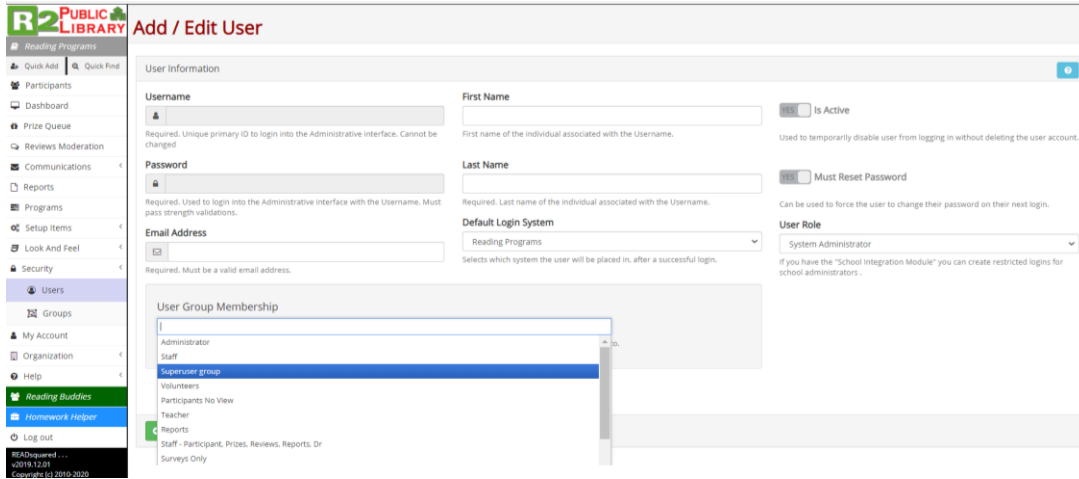 R2 PUBLIC LIBRARY
Reading Programs
Quick Add
Quick Find
Participants
Dashboard
Prize Queue
Reviews Moderation
Communications
Reports
Programs
Setup Items
Look And Feel
Security
Users
Groups
My Account
Organization
Help
Reading Buddies
Homework Helper
Log out
READsquared . . .
v2019.12.01
Copyright (c) 2010-2020
Add / Edit User
User Information
Username
Required. Unique primary ID to login into the Administrative interface. Cannot be
changed
Password
Required. Used to login into the Administrative interface with the Username. Must
pass strength validations.
Email Address
Required. Must be a valid email address.
First Name
First name of the individual associated with the Username.
Last Name
Required. Last name of the individual associated with the Username.
Default Login System
Reading Programs
Selects which system the user will be placed in, after a successful login.
YES
Is Active
Used to temporarily disable user from logging in without deleting the user account.
YES
Must Reset Password
Can be used to force the user to change their password on their next login.
User Role
System Administrator
If you have the "School Integration Module" you can create restricted logins for
school administrators .
User Group Membership
Administrator
Staff
Superuser group
Volunteers
Participants No View
Teacher
Reports
Staff - Participant, Prizes, Reviews, Reports, Dr
Surveys Only